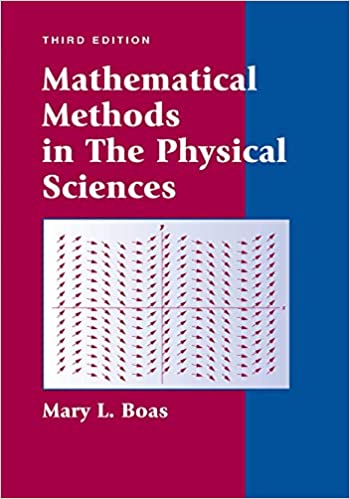 THIRD EDITION
Mathematical
Methods
in The Physical
Sciences
Mary L. Boas